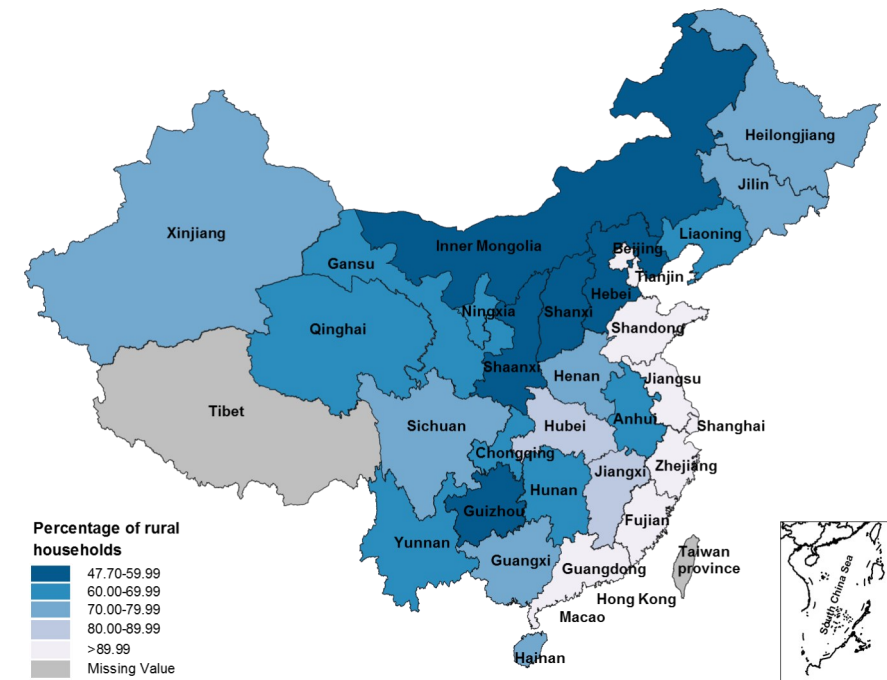 Heilongjiang
Jilin
Xinjiang
Liaoning
Inner Mongolia
Beijing
Gansu
Tianjin
Hebei
Ningxia
Shanxi
Qinghai
Shandong
Shaanxi
Henan
Jiangsu
Tibet
Anhui
Sichuan
Hubei
Shanghai
Chongqing
Zhejiang
Jiangxi
Hunan
Guizhou
Fujian
Yunnan
Guangxi
Guangdong
Taiwan
province
Hong Kong
Macao
Hainan
South China Sea
Percentage of rural
households
47.70-59.99
60.00-69.99
70.00-79.99
80.00-89.99
>89.99
Missing Value